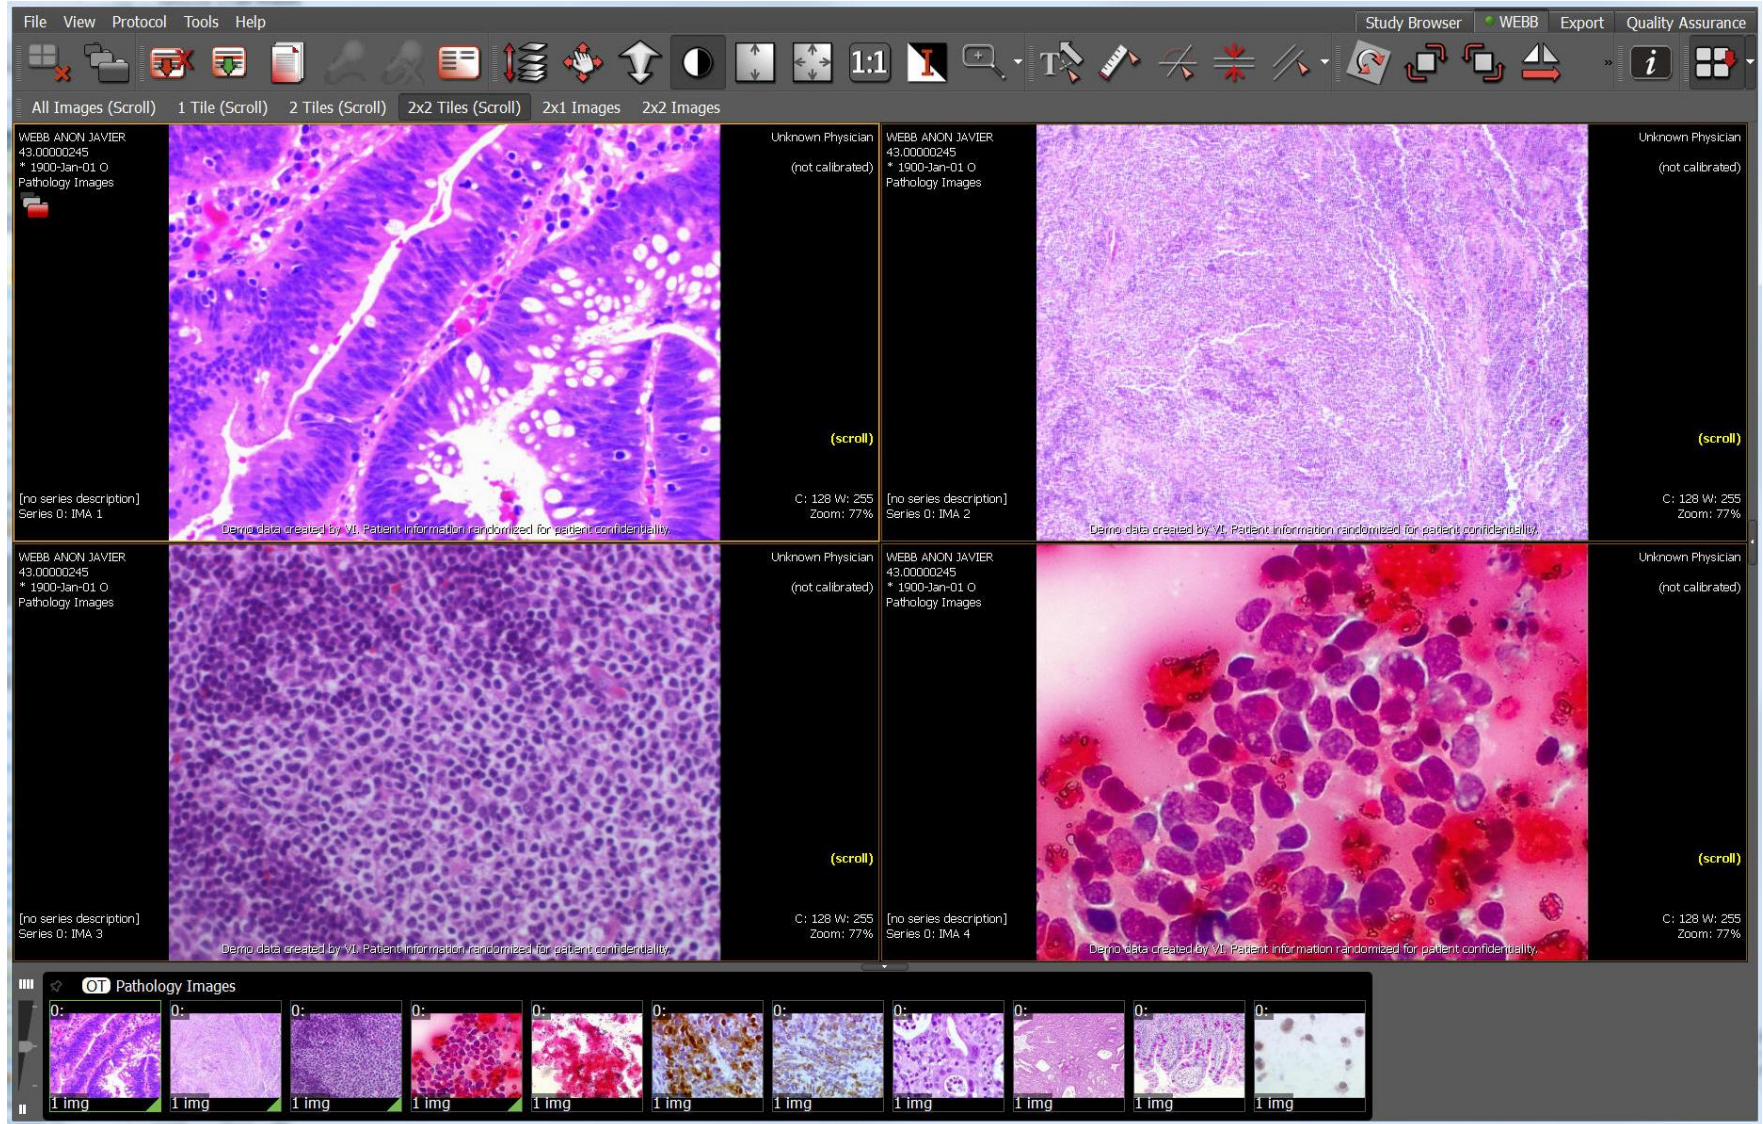 File View Protocol Tools Help
Study Browser WEBB Export Quality Assurance
1:1 T i
All Images (Scroll) 1 Tile (Scroll) 2 Tiles (Scroll) 2x2 Tiles (Scroll) 2x1 Images 2x2 Images
WEBB ANON JAVIER
43.00000245
* 1900-Jan-01 O
Pathology Images
Unknown Physician
(not calibrated)
(scroll)
[no series description]
Series 0: IMA 1
C: 128 W: 255
Zoom: 77%
Demo data created by VI. Patient information randomized for patient confidentiality.
WEBB ANON JAVIER
43.00000245
* 1900-Jan-01 O
Pathology Images
Unknown Physician
(not calibrated)
(scroll)
[no series description]
Series 0: IMA 2
C: 128 W: 255
Zoom: 77%
Demo data created by VI. Patient information randomized for patient confidentiality.
WEBB ANON JAVIER
43.00000245
* 1900-Jan-01 O
Pathology Images
Unknown Physician
(not calibrated)
(scroll)
[no series description]
Series 0: IMA 3
C: 128 W: 255
Zoom: 77%
Demo data created by VI. Patient information randomized for patient confidentiality.
WEBB ANON JAVIER
43.00000245
* 1900-Jan-01 O
Pathology Images
Unknown Physician
(not calibrated)
(scroll)
[no series description]
Series 0: IMA 4
C: 128 W: 255
Zoom: 77%
Demo data created by VI. Patient information randomized for patient confidentiality.
OT Pathology Images
0: 0: 0: 0: 0: 0: 0: 0: 0: 0: 0:
1 img 1 img 1 img 1 img 1 img 1 img 1 img 1 img 1 img 1 img 1 img